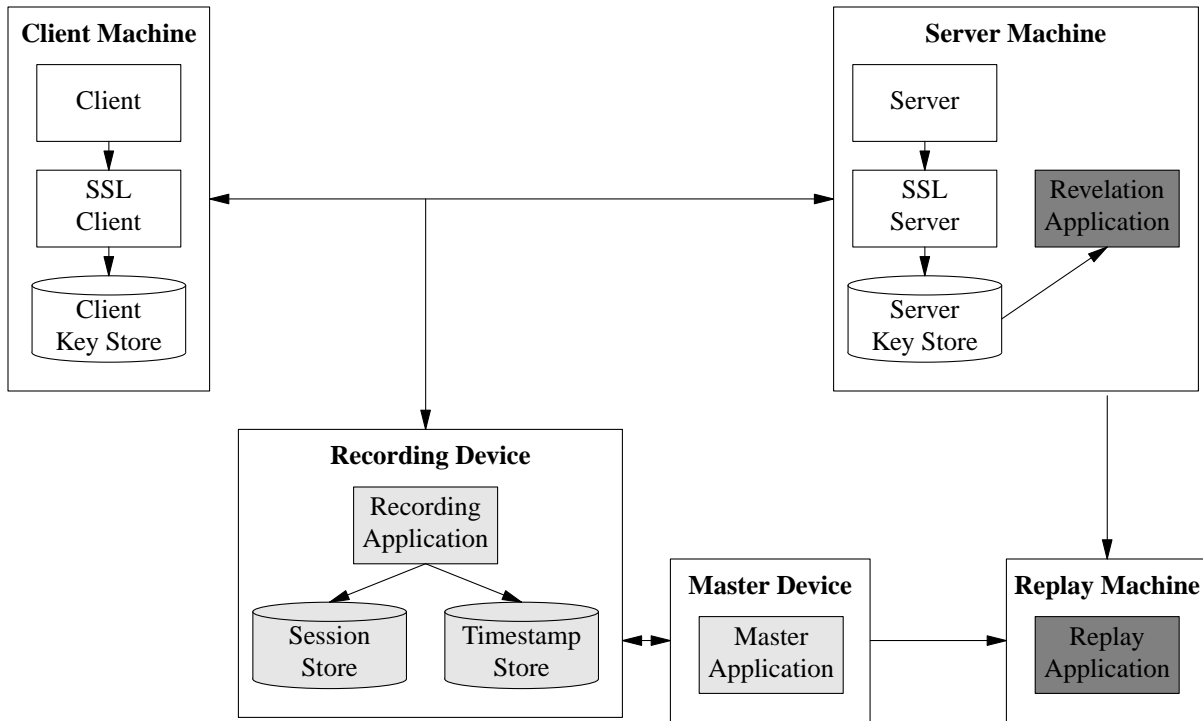 Client Machine
Client
SSL
Client
Client
Key Store
Server Machine
Server
SSL
Server
Server
Key Store
Revelation
Application
Recording Device
Recording
Application
Session
Store
Timestamp
Store
Master Device
Master
Application
Replay Machine
Replay
Application